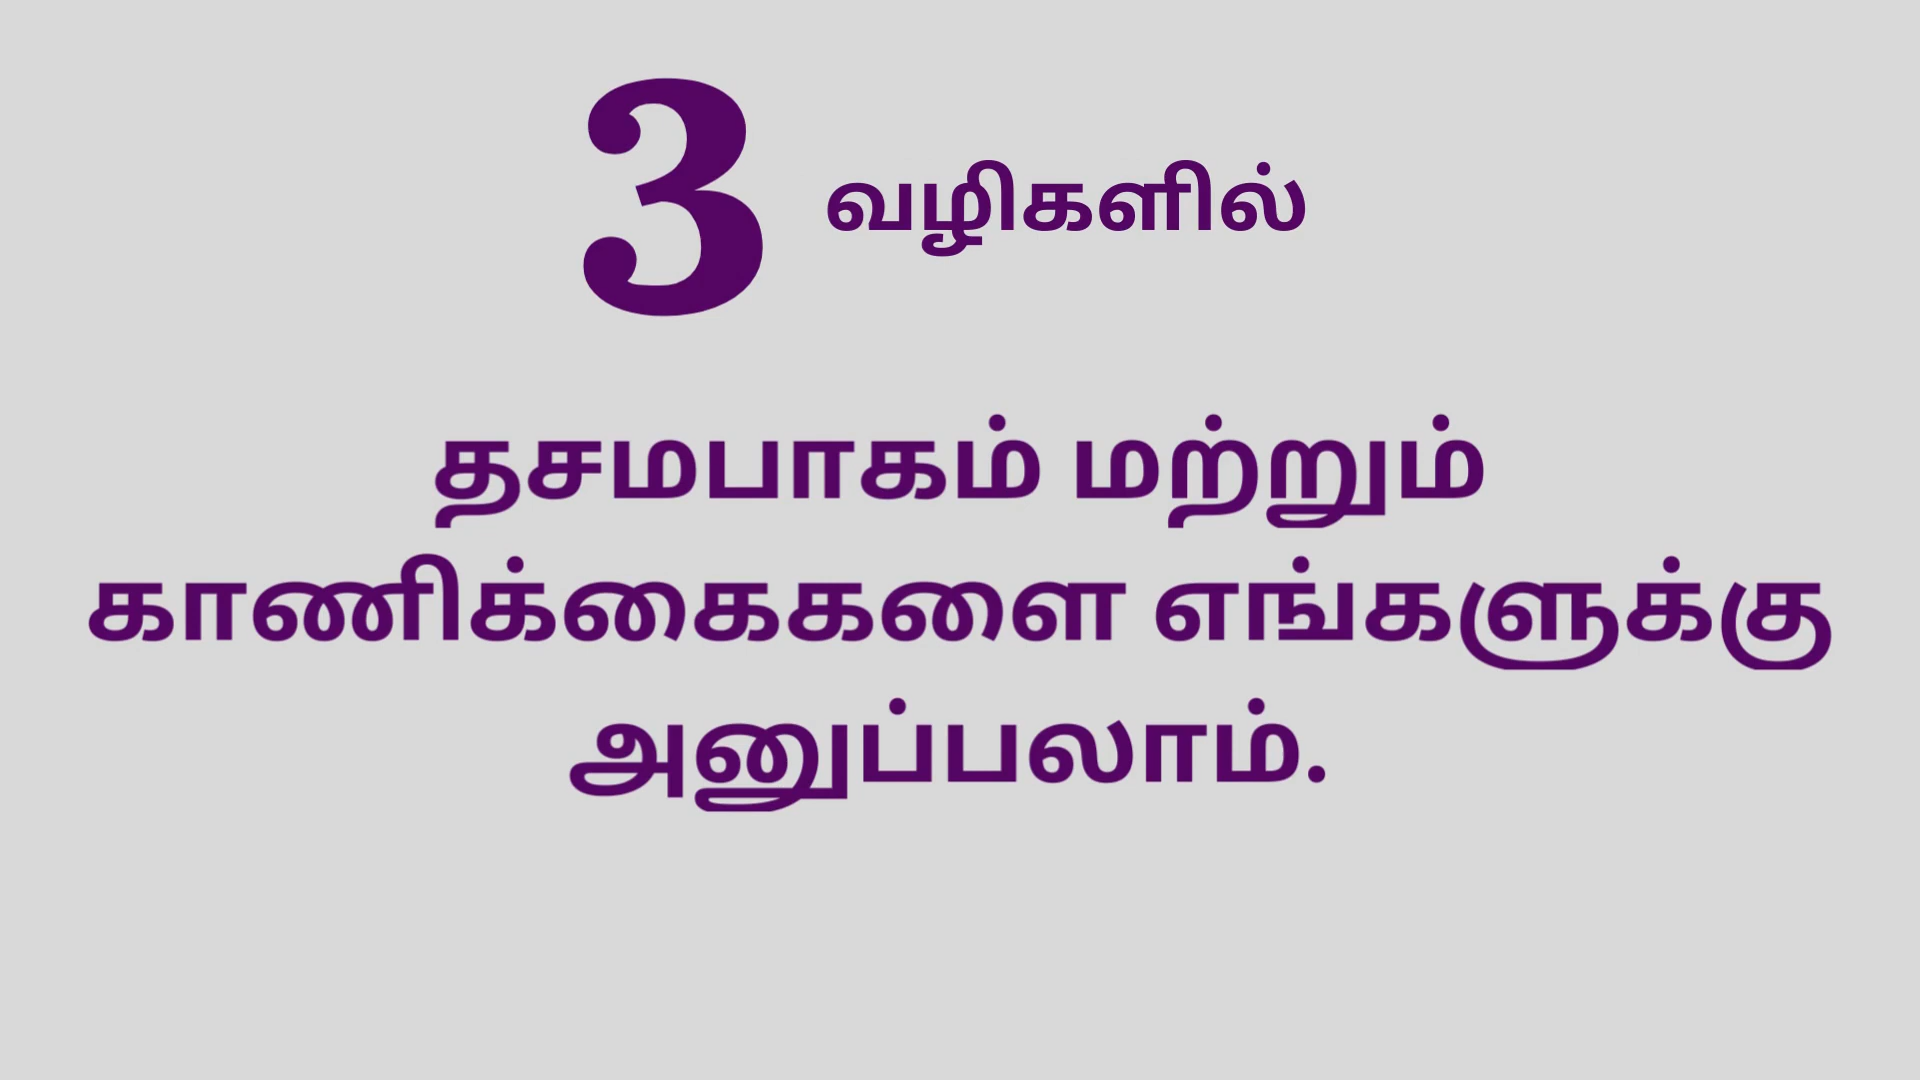 3 வழிகளில்
தசமபாகம் மற்றும்
காணிக்கைகளை எங்களுக்கு
அனுப்பலாம்.